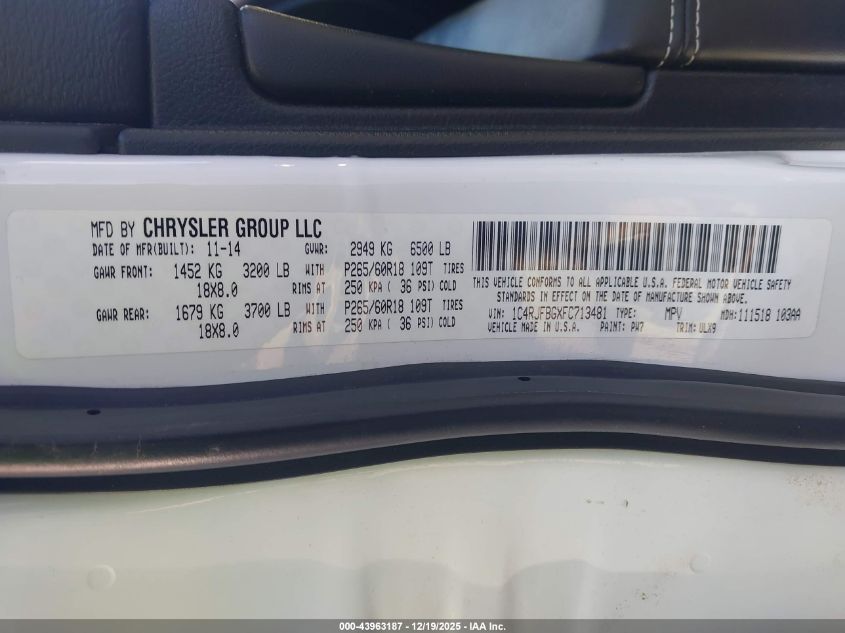 MFD BY CHRYSLER GROUP LLC
DATE OF MFR(BUILT): 11-14 GVWR: 2949 KG 6500 LB
GAWR FRONT: 1452 KG 3200 LB WITH P265/60R18 109T TIRES
18X8.0 RIMS AT 250 KPA ( 36 PSI) COLD
GAWR REAR: 1679 KG 3700 LB WITH P265/60R18 109T TIRES
18X8.0 RIMS AT 250 KPA ( 36 PSI) COLD
THIS VEHICLE CONFORMS TO ALL APPLICABLE U.S.A. FEDERAL MOTOR VEHICLE SAFETY
STANDARDS IN EFFECT ON THE DATE OF MANUFACTURE SHOWN ABOVE.
VIN: 1C4RJFBGXFC713481 TYPE: MPV MDH:111518 103AA
VEHICLE MADE IN U.S.A. PAINT: PW7 TRIM: ULX9
000-43963187 - 12/19/2025 - IAA Inc.